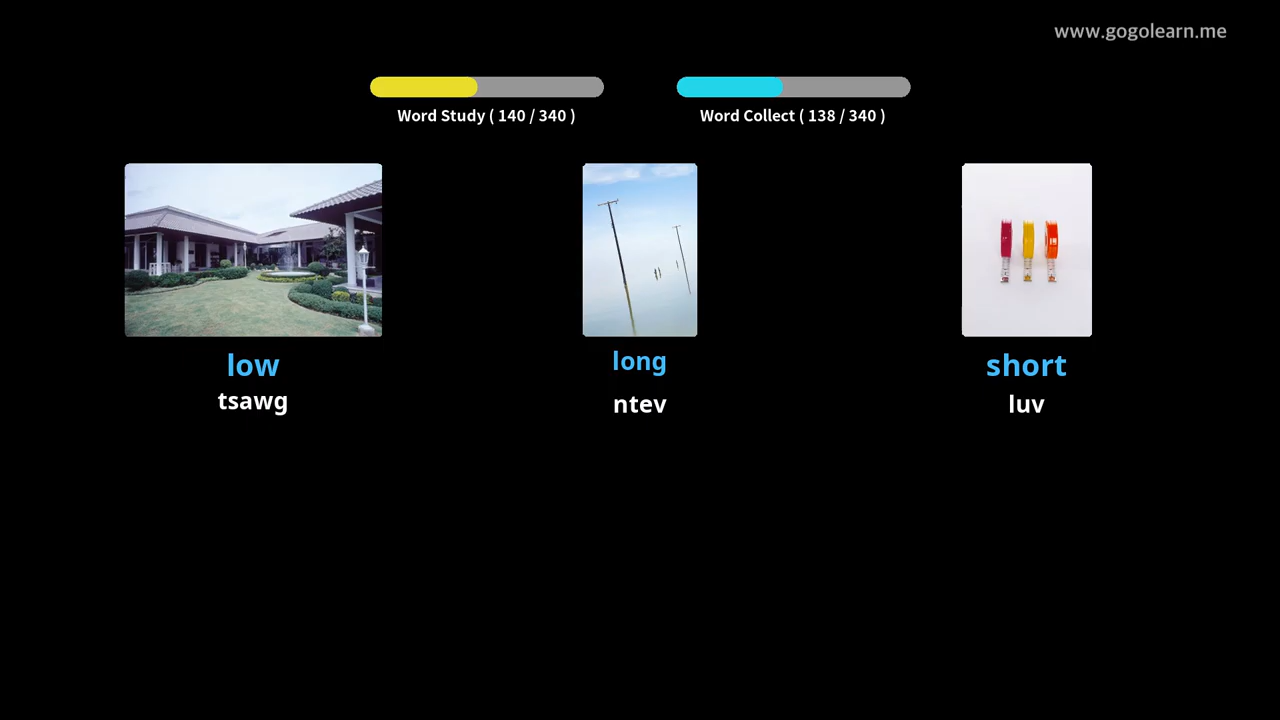 www.gogolearn.me
Word Study ( 140 / 340 )
Word Collect ( 138 / 340 )
low
long
short
tsawg
ntev
luv